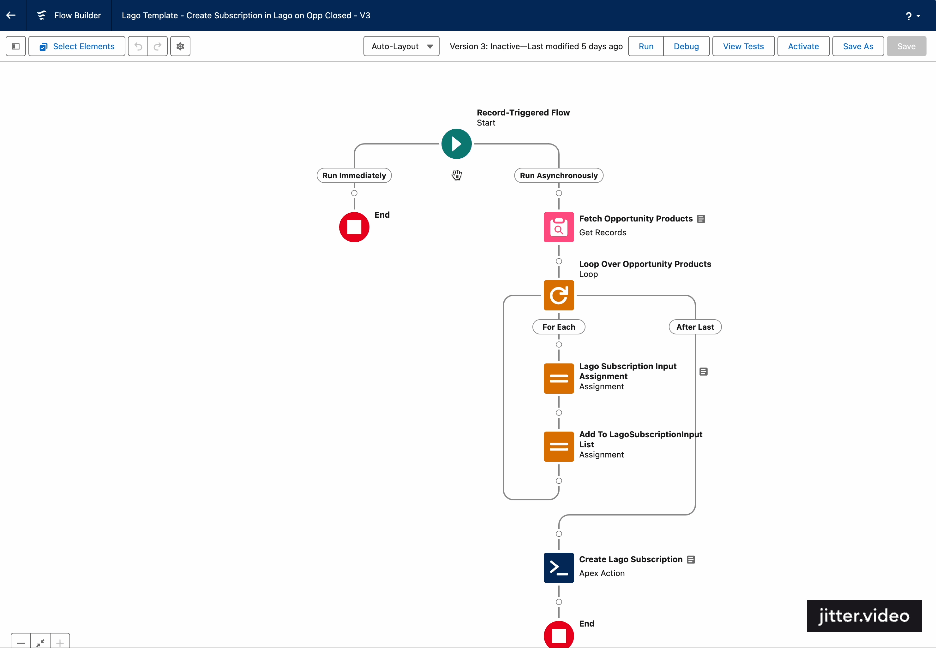 Flow Builder
Lago Template - Create Subscription in Lago on Opp Closed - V3
?
Select Elements
Auto-Layout
Version 3: Inactive—Last modified 5 days ago
Run
Debug
View Tests
Activate
Save As
Save
Record-Triggered Flow
Start
Run Immediately
Run Asynchronously
End
Fetch Opportunity Products
Get Records
Loop Over Opportunity Products
Loop
For Each
After Last
Lago Subscription Input
Assignment
Assignment
Add To LagoSubscriptionInput
List
Assignment
Create Lago Subscription
Apex Action
End
jitter.video